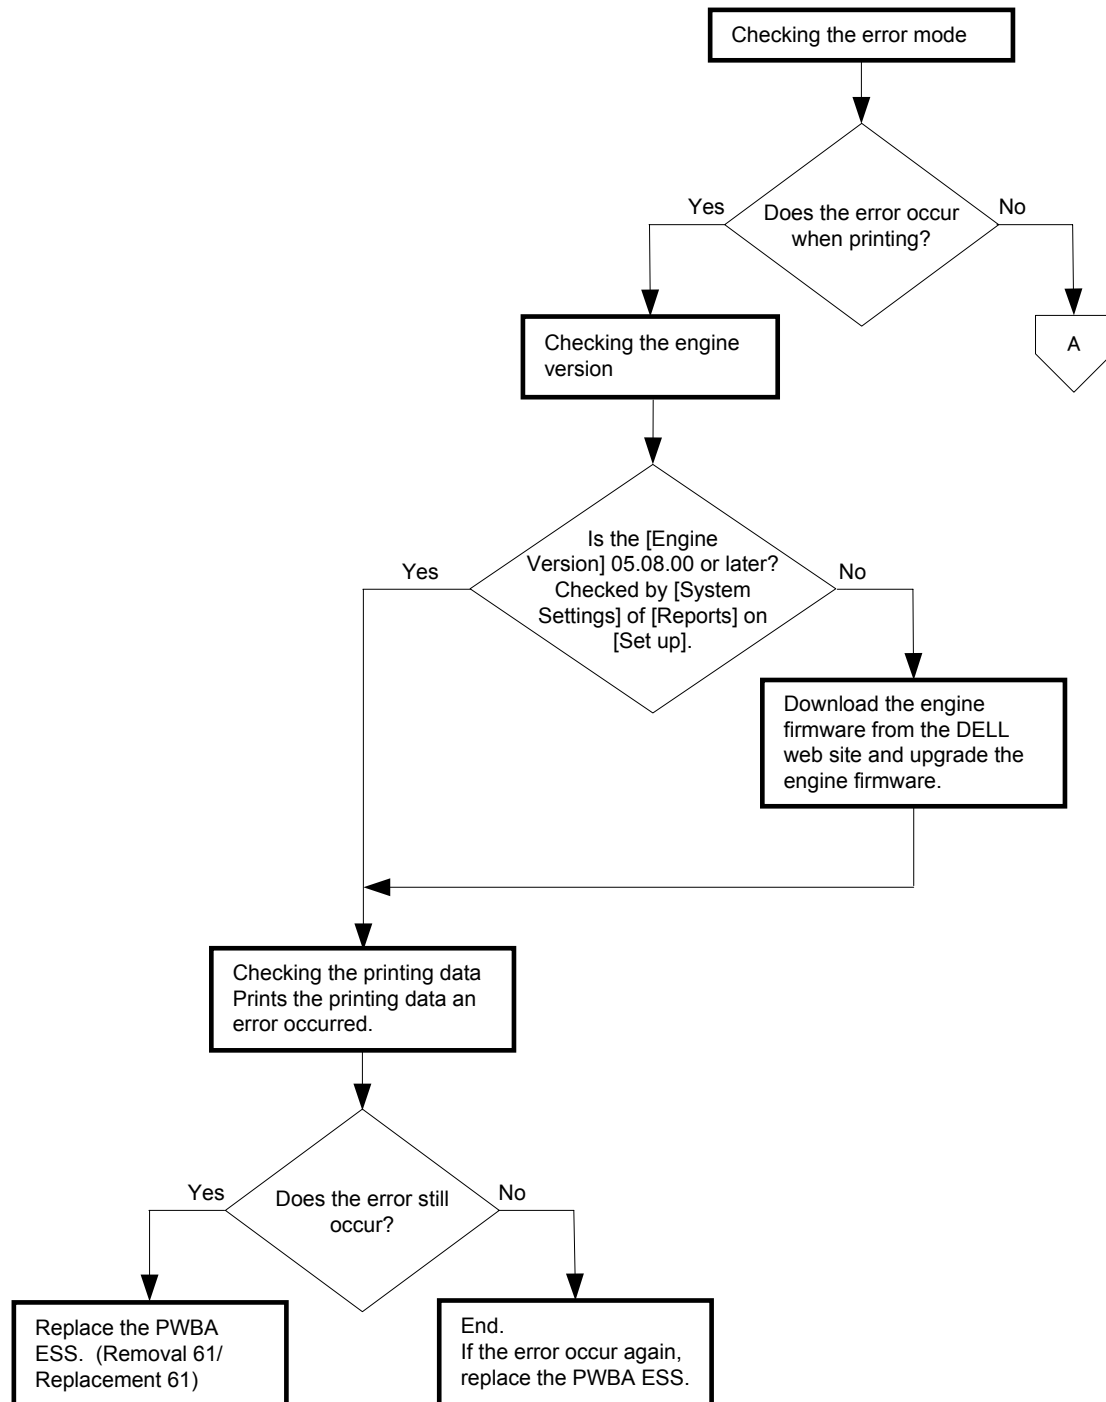 Checking the error mode
Does the error occur
when printing?
Yes
No
A
Checking the engine
version
Is the [Engine
Version] 05.08.00 or later?
Checked by [System
Settings] of [Reports] on
[Set up].
Yes
No
Download the engine
firmware from the DELL
web site and upgrade the
engine firmware.
Checking the printing data
Prints the printing data an
error occurred.
Does the error still
occur?
Yes
No
Replace the PWBA
ESS.  (Removal 61/
Replacement 61)
End.
If the error occur again,
replace the PWBA ESS.